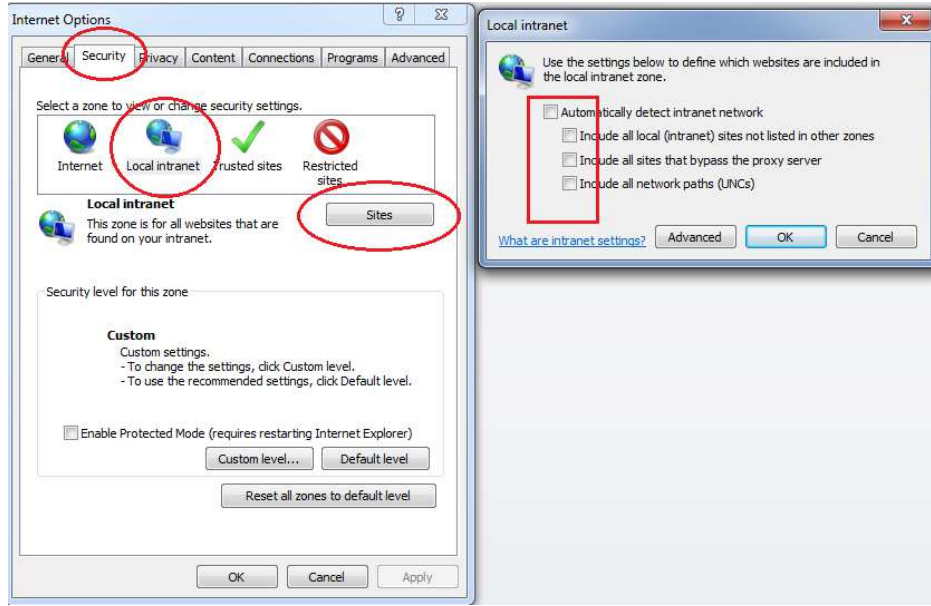 Internet Options
General Security Privacy Content Connections Programs Advanced
Select a zone to view or change security settings.
Internet Local intranet Trusted sites Restricted
sites
Local intranet
This zone is for all websites that are
found on your intranet.
Sites
Security level for this zone
Custom
Custom settings.
- To change the settings, click Custom level.
- To use the recommended settings, click Default level.
Enable Protected Mode (requires restarting Internet Explorer)
Custom level... Default level
Reset all zones to default level
OK Cancel Apply
Local intranet
Use the settings below to define which websites are included in
the local intranet zone.
Automatically detect intranet network
Include all local (intranet) sites not listed in other zones
Include all sites that bypass the proxy server
Include all network paths (UNCs)
What are intranet settings? Advanced OK Cancel